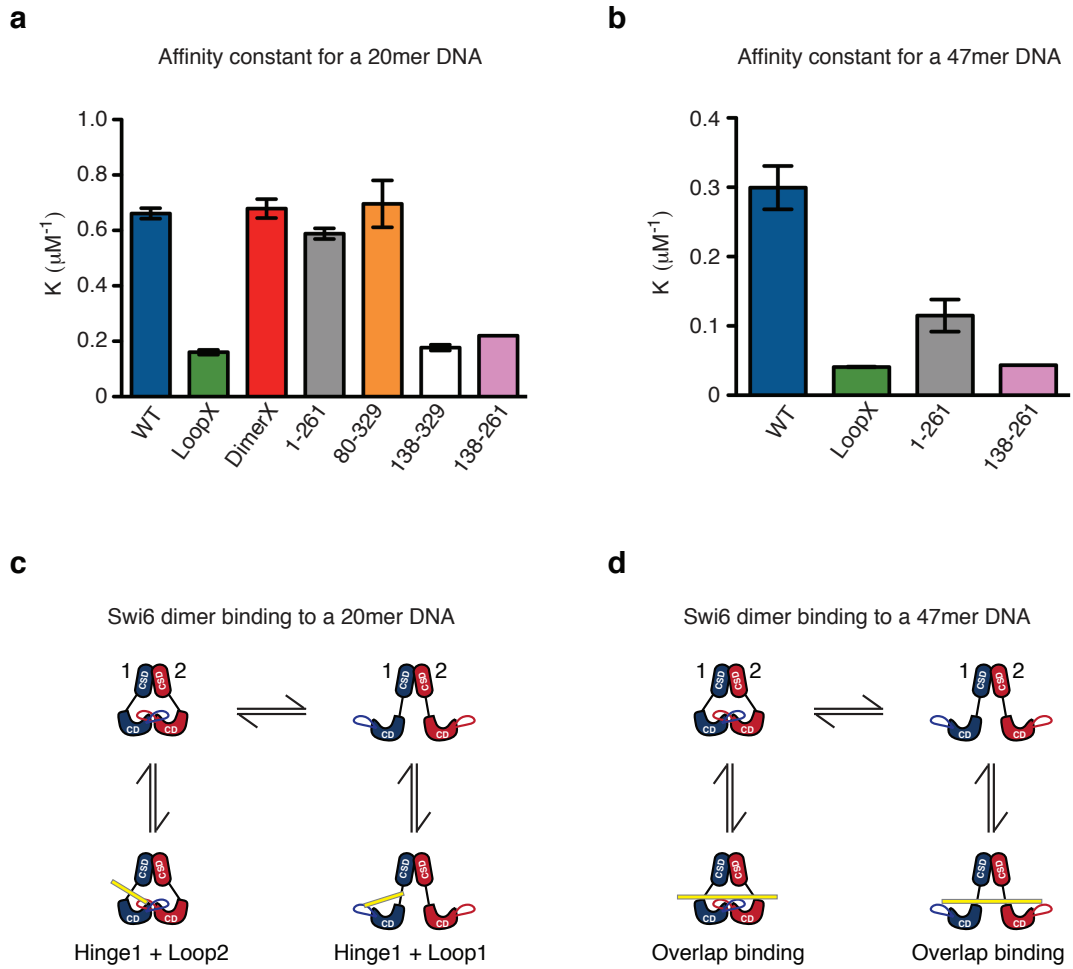 a
Affinity constant for a 20mer DNA
K (µM⁻¹)
1.0
0.8
0.6
0.4
0.2
0
WT
LoopX
DimerX
1-261
80-329
138-329
138-261
b
Affinity constant for a 47mer DNA
K (µM⁻¹)
0.4
0.3
0.2
0.1
0
WT
LoopX
1-261
138-261
c
Swi6 dimer binding to a 20mer DNA
1 CSD CSD 2
CD CD
1 CSD CSD 2
CD CD
CSD CSD
CD CD
Hinge1 + Loop2
CSD CSD
CD CD
Hinge1 + Loop1
d
Swi6 dimer binding to a 47mer DNA
1 CSD CSD 2
CD CD
1 CSD CSD 2
CD CD
CSD CSD
CD CD
Overlap binding
CSD CSD
CD CD
Overlap binding